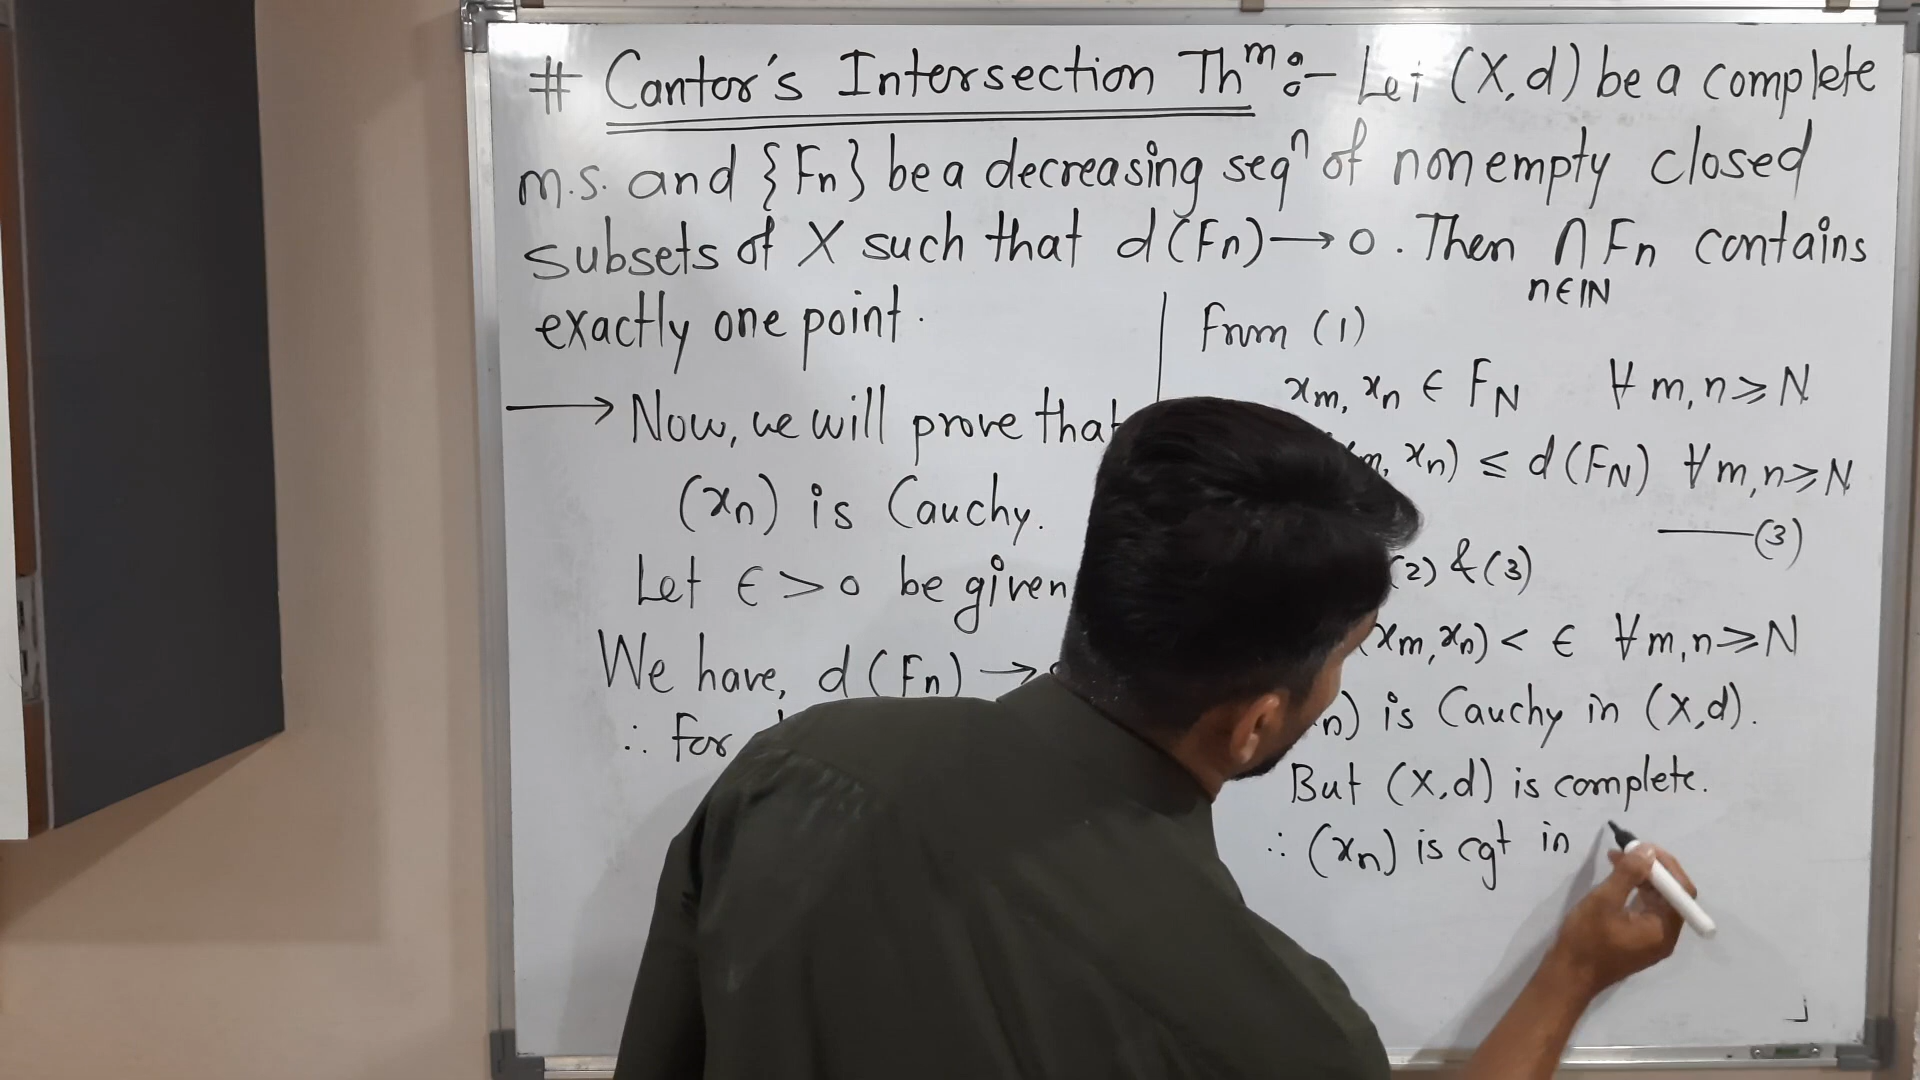 # Cantor's Intersection Thᵐ :- Let (X,d) be a complete
m.s. and {Fn} be a decreasing seqⁿ of nonempty closed
subsets of X such that d(Fn) → 0. Then ∩ Fn contains
n∈ℕ
exactly one point.
→ Now, we will prove that
(xn) is Cauchy.
Let ϵ > 0 be given
We have, d(Fn) →
∴ for
From (1)
xm, xn ∈ FN ∀ m,n ≥ N
m, xn) ≤ d(FN) ∀ m,n ≥ N
—(3)
(2) & (3)
(xm,xn) < ϵ ∀ m,n ≥ N
n) is Cauchy in (X,d).
But (X,d) is complete.
∴ (xn) is cgt in